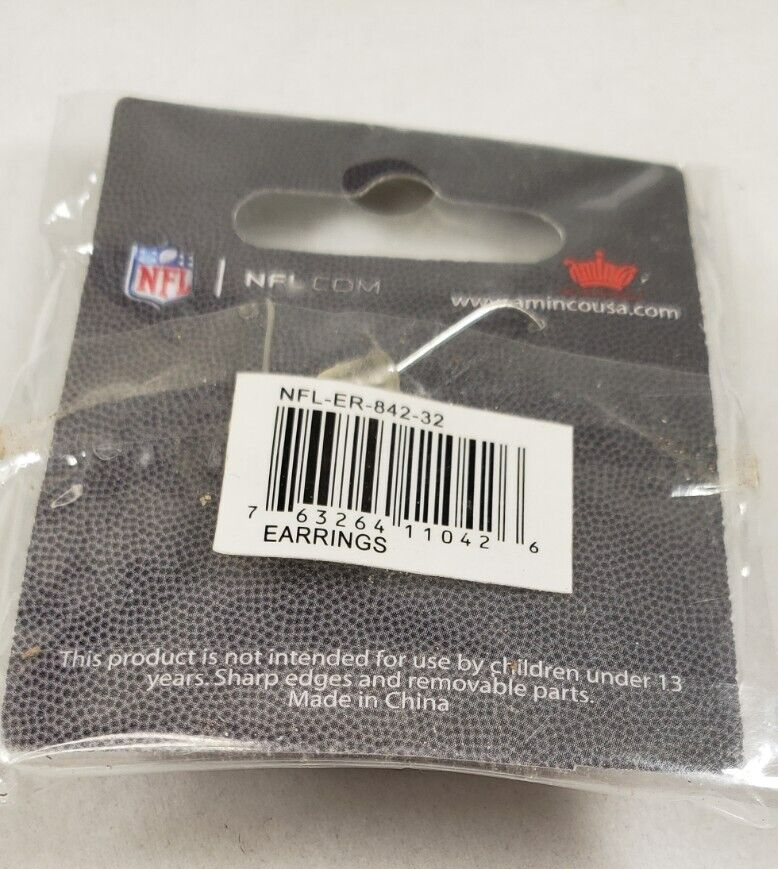 NFL | NFL.COM
www.amincousa.com
NFL-ER-842-32
7 63264 11042 6
EARRINGS
This product is not intended for use by children under 13
years. Sharp edges and removable parts.
Made in China